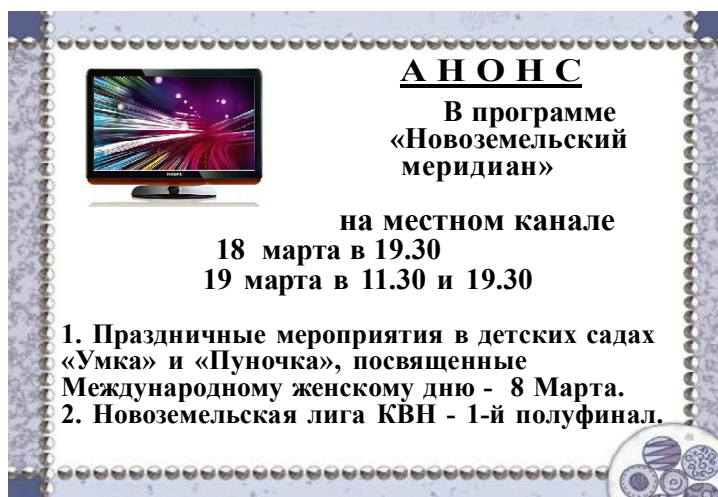 А Н О Н С
В программе
«Новоземельский
меридиан»
PHILIPS
на местном канале
18 марта в 19.30
19 марта в 11.30 и 19.30
1. Праздничные мероприятия в детских садах
«Умка» и «Пуночка», посвященные
Международному женскому дню - 8 Марта.
2. Новоземельская лига КВН - 1-й полуфинал.